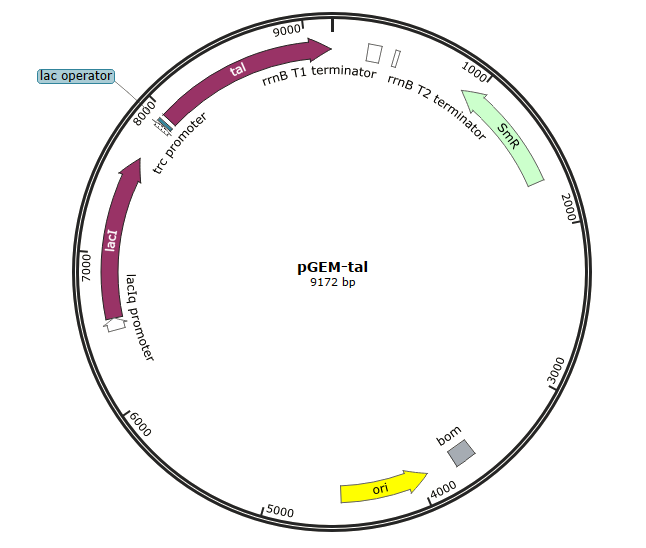 9000
tal
rrnB T1 terminator
rrnB T2 terminator
1000
SmR
2000
lac operator
8000
trc promoter
lacI
7000
lacIq promoter
pGEM-tal
9172 bp
3000
6000
bom
ori
4000
5000